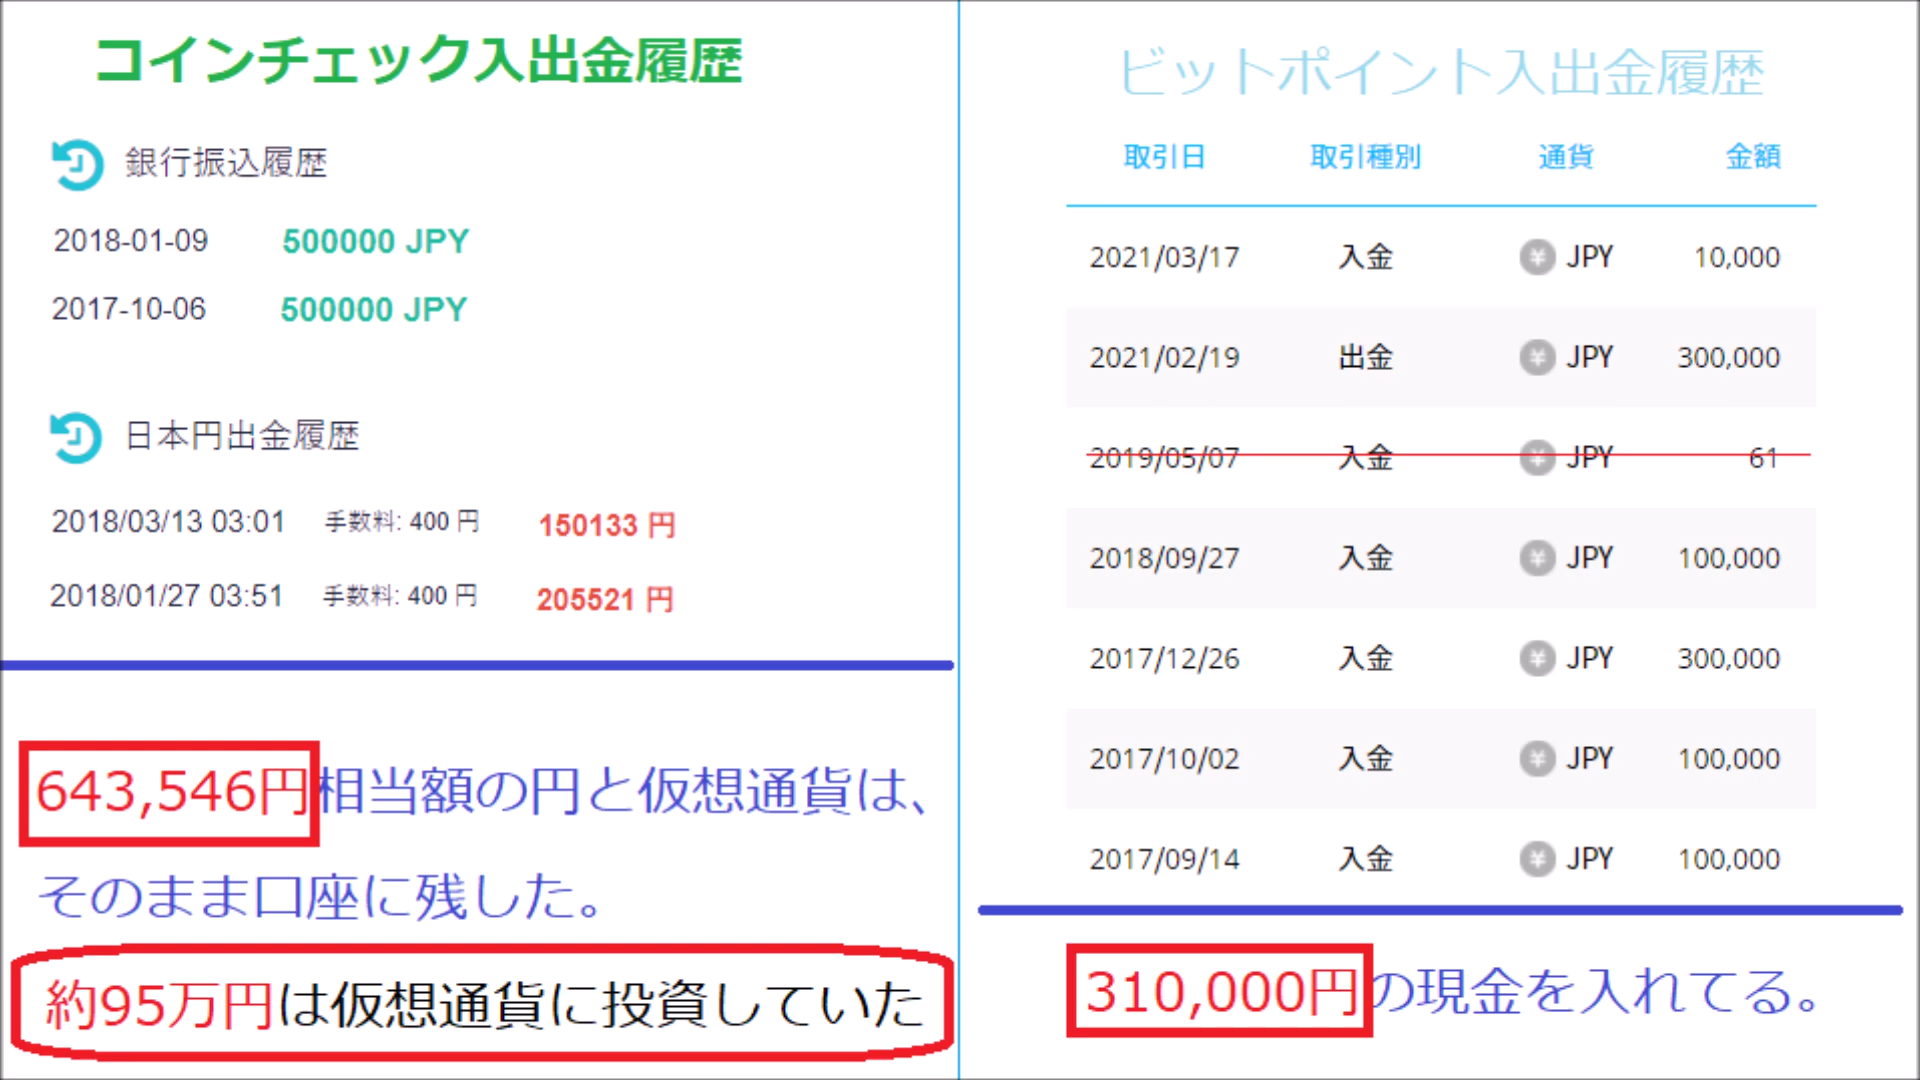 コインチェック入出金履歴
銀行振込履歴
2018-01-09 500000 JPY
2017-10-06 500000 JPY
日本円出金履歴
2018/03/13 03:01 手数料: 400 円 150133 円
2018/01/27 03:51 手数料: 400 円 205521 円
643,546円相当額の円と仮想通貨は、
そのまま口座に残した。
約95万円は仮想通貨に投資していた
ビットポイント入出金履歴
取引日 取引種別 通貨 金額
2021/03/17 入金 ¥ JPY 10,000
2021/02/19 出金 ¥ JPY 300,000
2019/05/07 入金 ¥ JPY 61
2018/09/27 入金 ¥ JPY 100,000
2017/12/26 入金 ¥ JPY 300,000
2017/10/02 入金 ¥ JPY 100,000
2017/09/14 入金 ¥ JPY 100,000
310,000円の現金を入れてる。